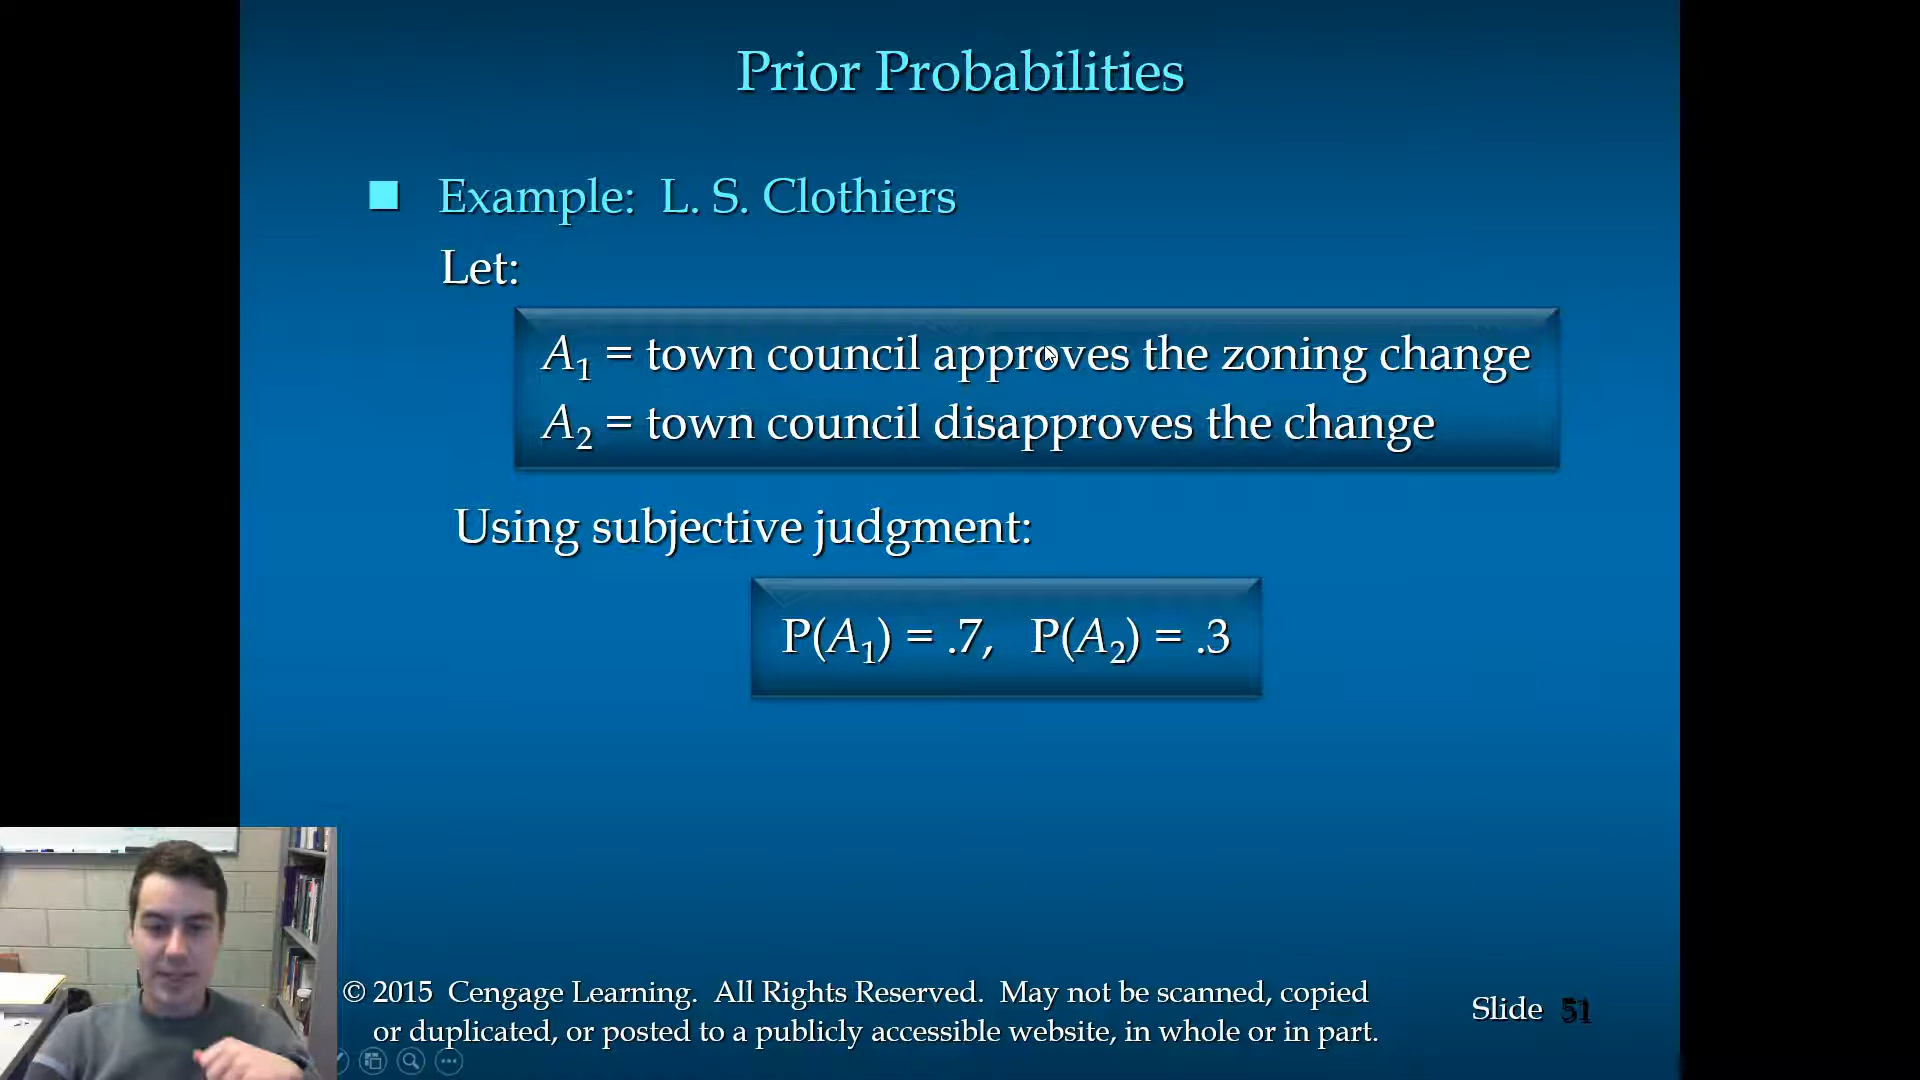 Prior Probabilities
■ Example: L. S. Clothiers
Let:
A₁ = town council approves the zoning change
A₂ = town council disapproves the change
Using subjective judgment:
P(A₁) = .7, P(A₂) = .3
© 2015 Cengage Learning. All Rights Reserved. May not be scanned, copied
or duplicated, or posted to a publicly accessible website, in whole or in part.
Slide 51